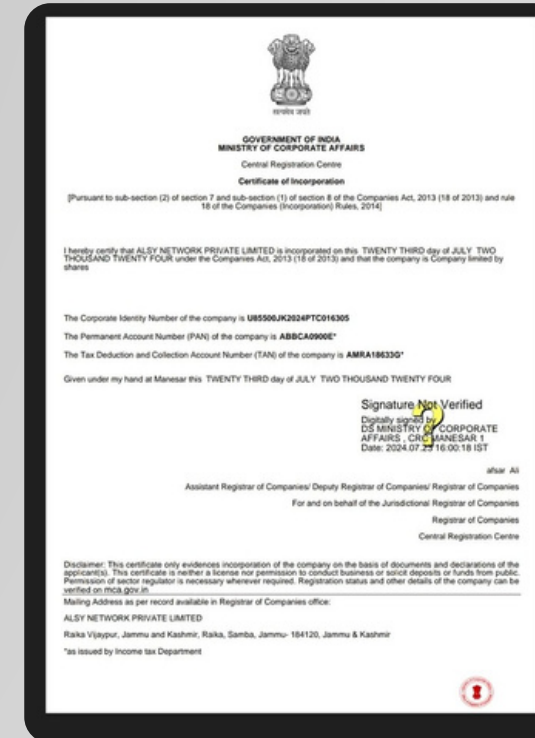 सत्यमेव जयते
GOVERNMENT OF INDIA
MINISTRY OF CORPORATE AFFAIRS
Central Registration Centre
Certificate of Incorporation
[Pursuant to sub-section (2) of section 7 and sub-section (1) of section 8 of the Companies Act, 2013 (18 of 2013) and rule
18 of the Companies (Incorporation) Rules, 2014]
I hereby certify that ALSY NETWORK PRIVATE LIMITED is incorporated on this TWENTY THIRD day of JULY TWO
THOUSAND TWENTY FOUR under the Companies Act, 2013 (18 of 2013) and that the company is Company limited by
shares
The Corporate Identity Number of the company is U85500JK2024PTC016305
The Permanent Account Number (PAN) of the company is ABBCA0900E*
The Tax Deduction and Collection Account Number (TAN) of the company is AMRA18633G*
Given under my hand at Manesar this TWENTY THIRD day of JULY TWO THOUSAND TWENTY FOUR
Signature Not Verified
Digitally signed by
DS MINISTRY OF CORPORATE
AFFAIRS , CRC MANESAR 1
Date: 2024.07.23 16:00:18 IST
afsar Ali
Assistant Registrar of Companies/ Deputy Registrar of Companies/ Registrar of Companies
For and on behalf of the Jurisdictional Registrar of Companies
Registrar of Companies
Central Registration Centre
Disclaimer: This certificate only evidences incorporation of the company on the basis of documents and declarations of the
applicant(s). This certificate is neither a license nor permission to conduct business or solicit deposits or funds from public.
Permission of sector regulator is necessary wherever required. Registration status and other details of the company can be
verified on mca.gov.in
Mailing Address as per record available in Registrar of Companies office:
ALSY NETWORK PRIVATE LIMITED
Raika Vijaypur, Jammu and Kashmir, Raika, Samba, Jammu- 184120, Jammu & Kashmir
*as issued by Income tax Department